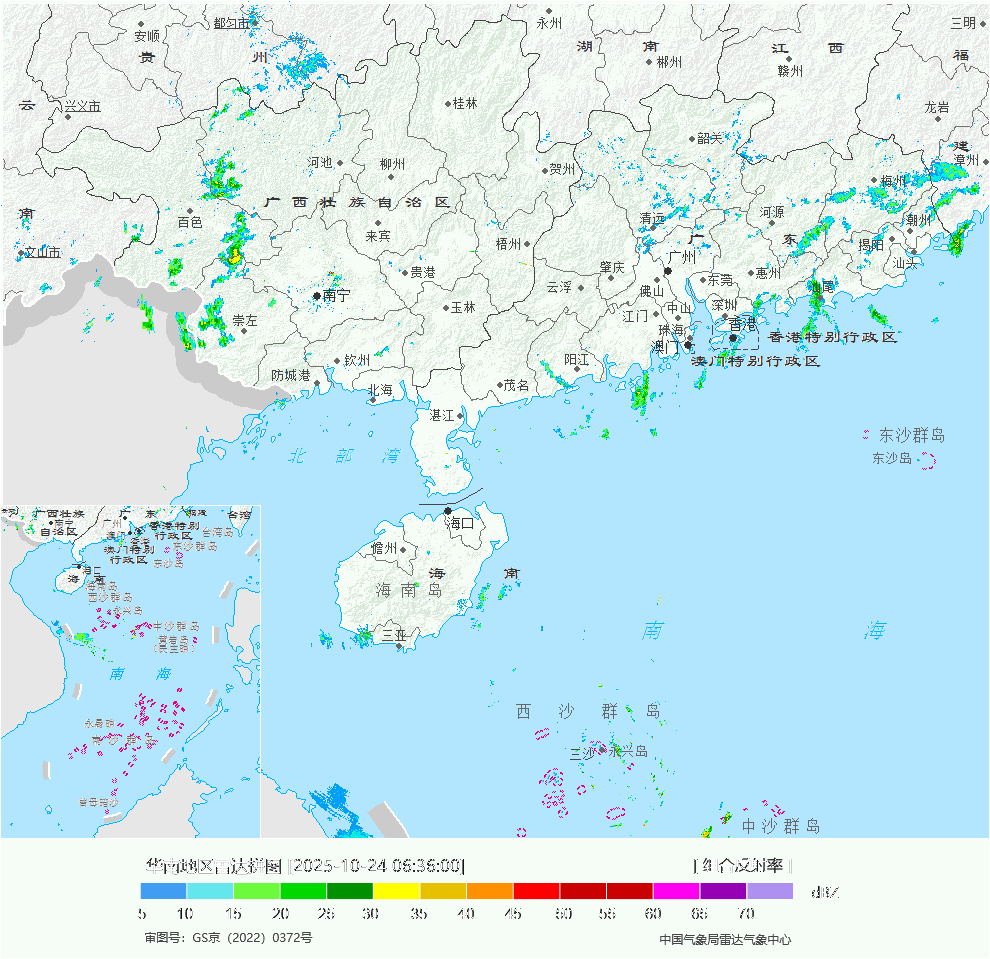 都匀市
永州
三明
安顺
贵 州
湖 南
江 西
福
郴州
赣州
云
兴义市
桂林
龙岩
韶关
建
漳州
河池
柳州
贺州
梅州
广 西 壮 族 自 治 区
南
百色
清远
河源
潮州
来宾
梧州
广 东
揭阳
文山市
广州
汕头
贵港
肇庆
惠州
东莞
云浮
佛山
南宁
玉林
中山
深圳
江门
崇左
珠海
香港
香港特别行政区
澳门
澳门特别行政区
钦州
阳江
防城港
茂名
北海
湛江
东沙群岛
北 部 湾
东沙岛
海口
儋州
海 南
海 南 岛
三亚
南 海
西 沙 群 岛
三沙
永兴岛
中沙群岛
广西壮族
自治区
南宁
广 东
广州
台湾
香港特别
行政区
台湾岛
澳门特别
行政区
东沙群岛
东沙岛
海口
海 南
海南岛
西沙群岛
永兴岛
中沙群岛
黄岩岛
南 海
永暑礁
南 沙 群 岛
曾母暗沙
华南地区雷达拼图 [2025-10-24 06:36:00]
[ 组合反射率 ]
dBZ
5 10 15 20 25 30 35 40 45 50 55 60 65 70
审图号：GS京（2022）0372号
中国气象局雷达气象中心